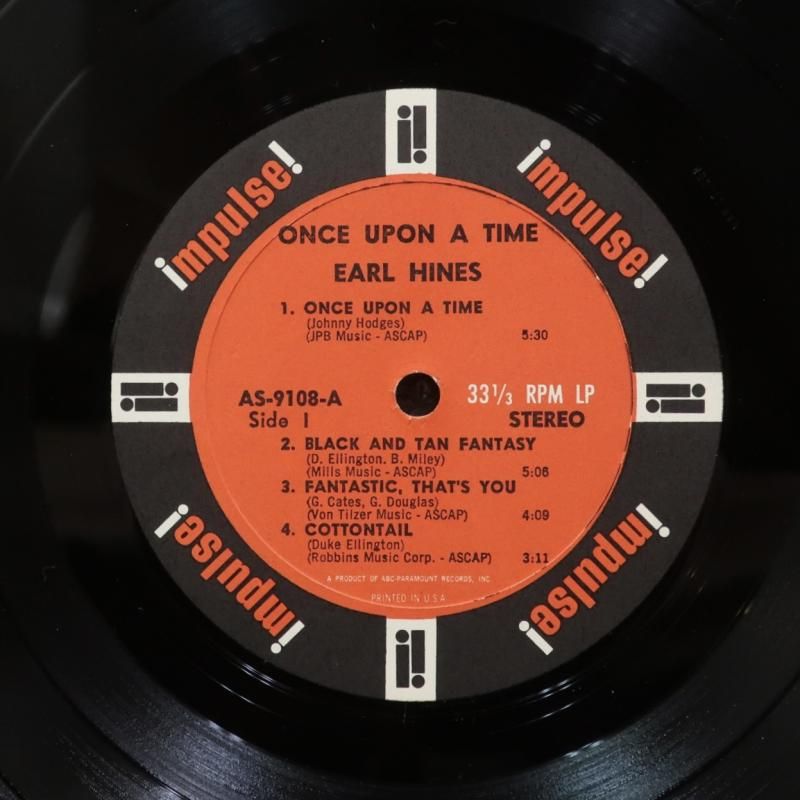 impulse!
impulse!
ONCE UPON A TIME
EARL HINES
1. ONCE UPON A TIME
(Johnny Hodges)
(JPB Music - ASCAP) 5:30
AS-9108-A 33 1/3 RPM LP
Side 1 STEREO
2. BLACK AND TAN FANTASY
(D. Ellington. B. Miley)
(Mills Music - ASCAP) 5:06
3. FANTASTIC, THAT'S YOU
(G. Cates, G. Douglas)
(Von Tilzer Music - ASCAP) 4:09
4. COTTONTAIL
(Duke Ellington)
(Robbins Music Corp. - ASCAP) 3:11
A PRODUCT OF ABC-PARAMOUNT RECORDS, INC.
PRINTED IN U.S.A.
impulse!
impulse!